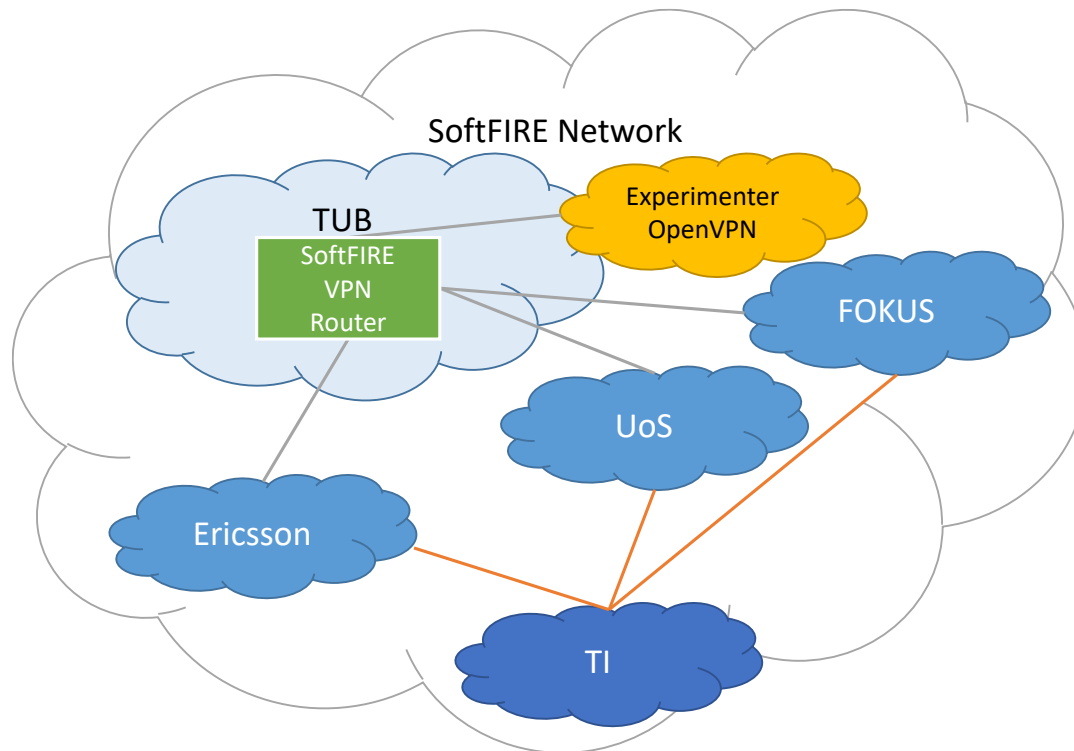 SoftFIRE Network
Experimenter
OpenVPN
TUB
SoftFIRE
VPN
Router
FOKUS
UoS
Ericsson
TI